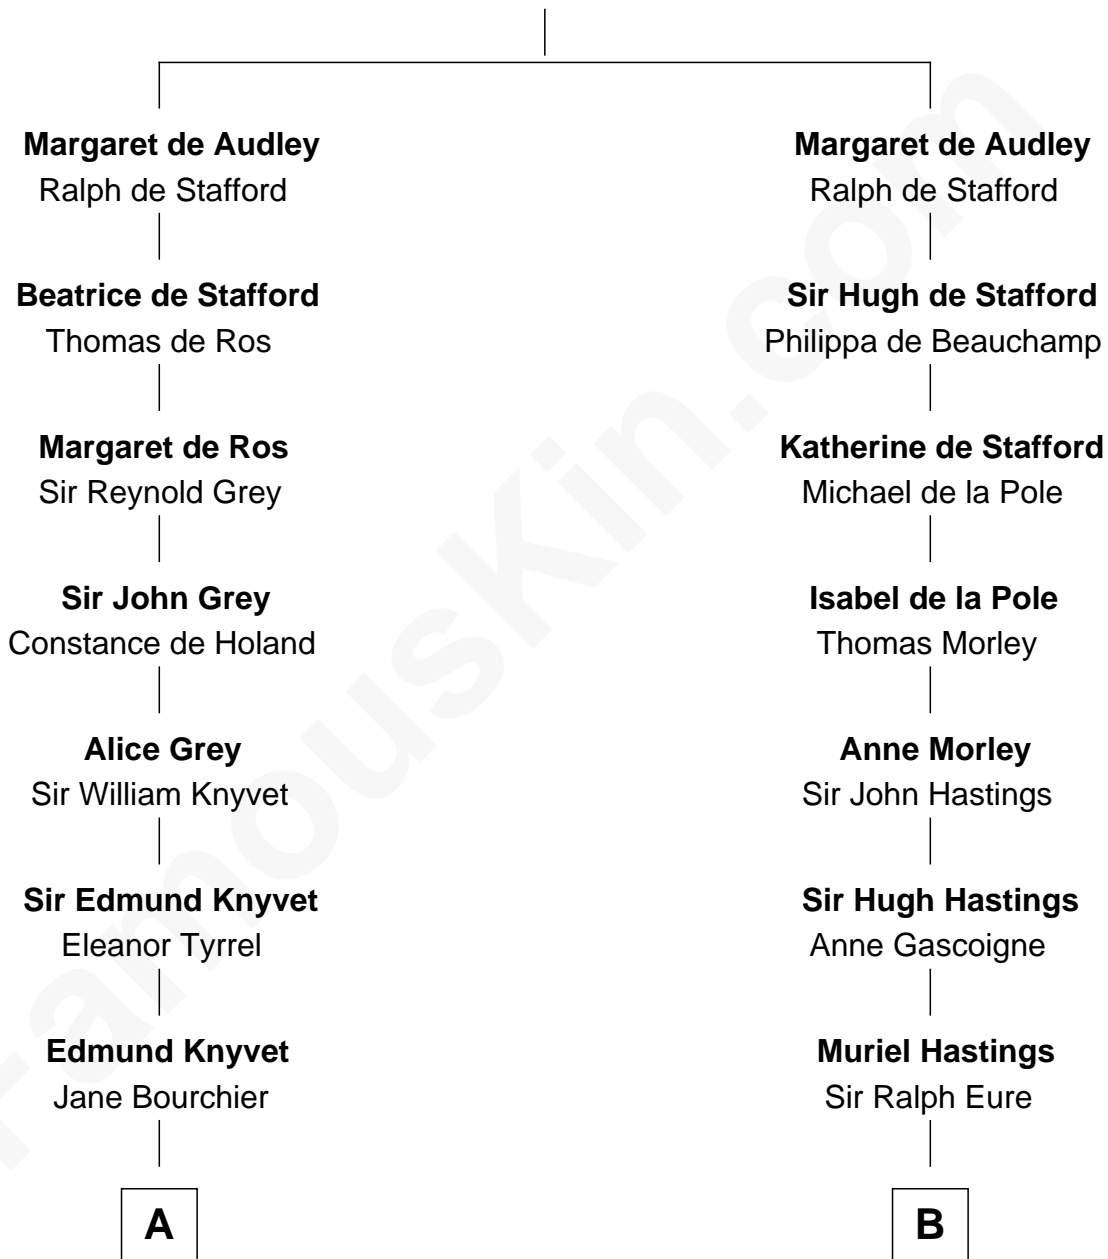 Margaret de Audley
Ralph de Stafford
Margaret de Audley
Ralph de Stafford
Beatrice de Stafford
Thomas de Ros
Sir Hugh de Stafford
Philippa de Beauchamp
Margaret de Ros
Sir Reynold Grey
Katherine de Stafford
Michael de la Pole
Sir John Grey
Constance de Holand
Isabel de la Pole
Thomas Morley
Alice Grey
Sir William Knyvet
Anne Morley
Sir John Hastings
Sir Edmund Knyvet
Eleanor Tyrrel
Sir Hugh Hastings
Anne Gascoigne
Edmund Knyvet
Jane Bourchier
Muriel Hastings
Sir Ralph Eure
A
B
FamousKin.com